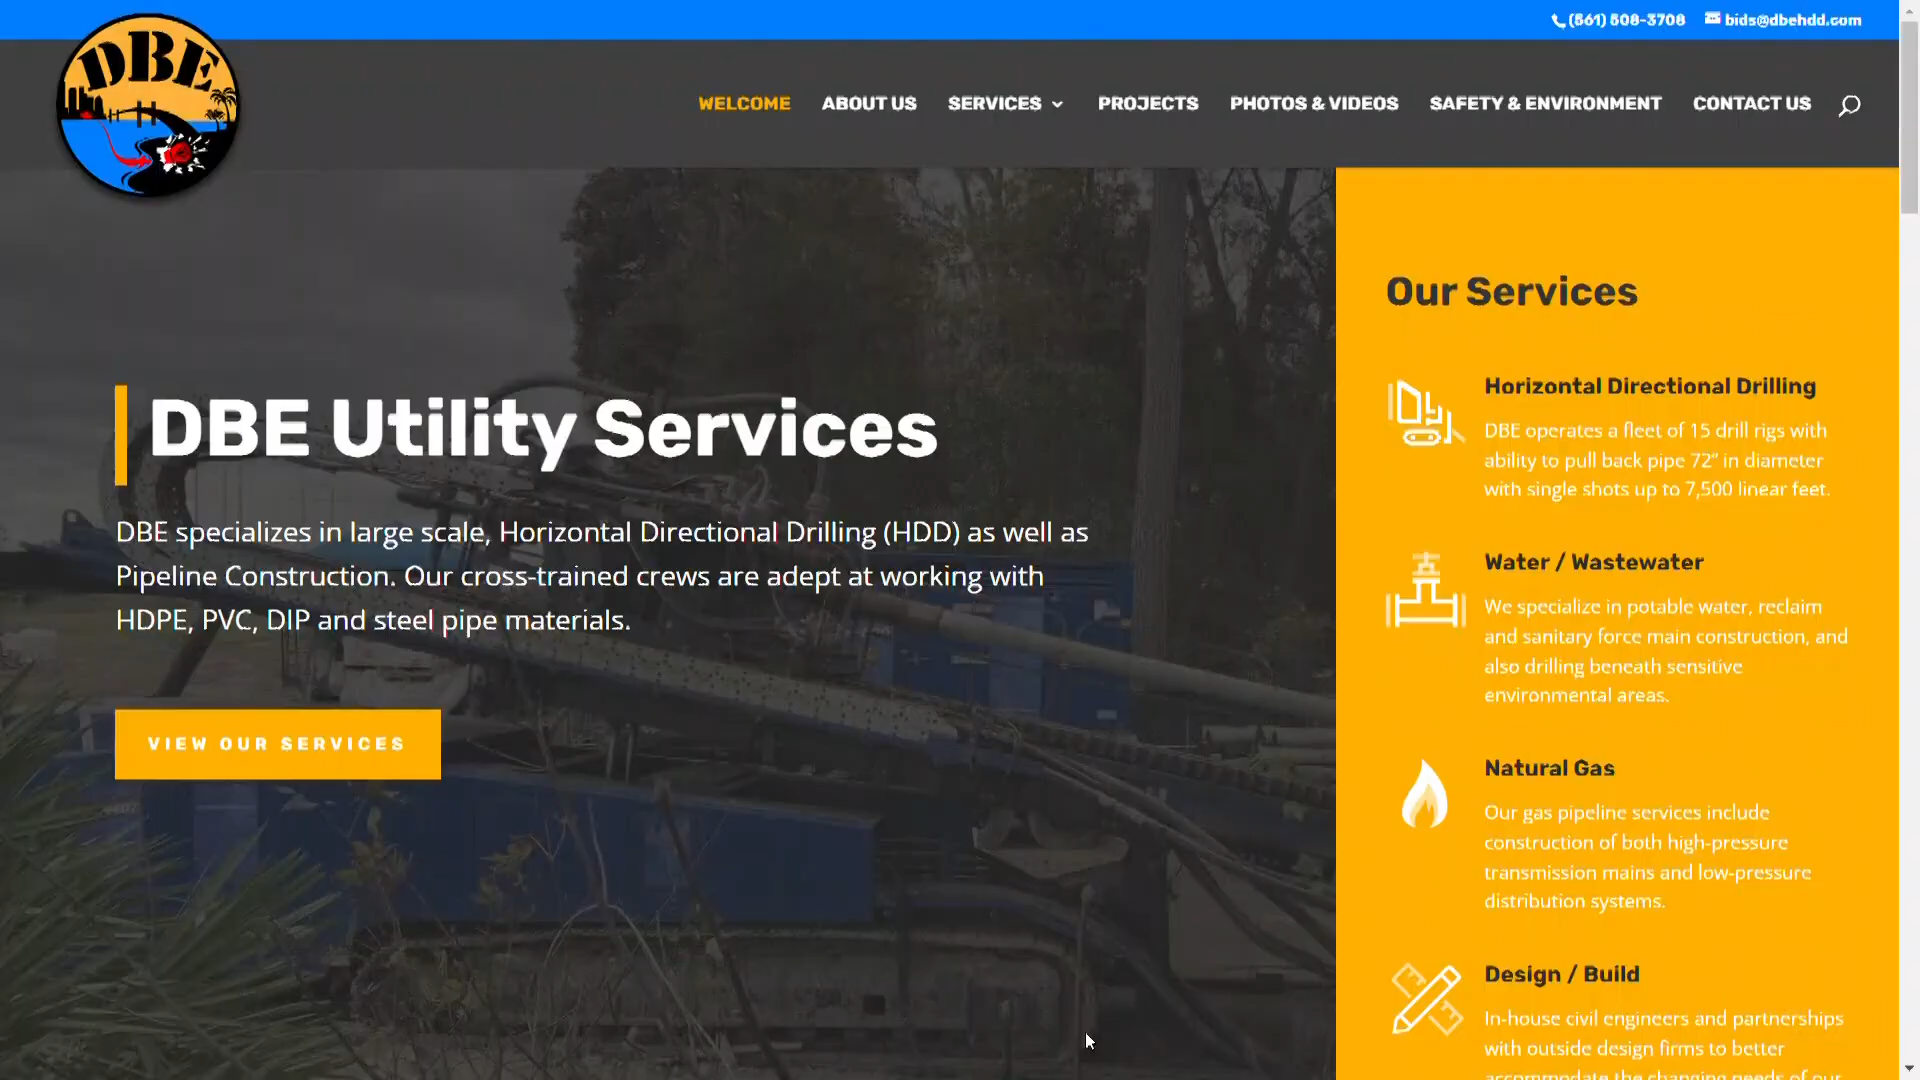 (561) 508-3708 bids@dbehdd.com
DBE
WELCOME ABOUT US SERVICES PROJECTS PHOTOS & VIDEOS SAFETY & ENVIRONMENT CONTACT US
DBE Utility Services
DBE specializes in large scale, Horizontal Directional Drilling (HDD) as well as
Pipeline Construction. Our cross-trained crews are adept at working with
HDPE, PVC, DIP and steel pipe materials.
VIEW OUR SERVICES
Our Services
Horizontal Directional Drilling
DBE operates a fleet of 15 drill rigs with
ability to pull back pipe 72” in diameter
with single shots up to 7,500 linear feet.
Water / Wastewater
We specialize in potable water, reclaim
and sanitary force main construction, and
also drilling beneath sensitive
environmental areas.
Natural Gas
Our gas pipeline services include
construction of both high-pressure
transmission mains and low-pressure
distribution systems.
Design / Build
In-house civil engineers and partnerships
with outside design firms to better
accommodate the changing needs of our